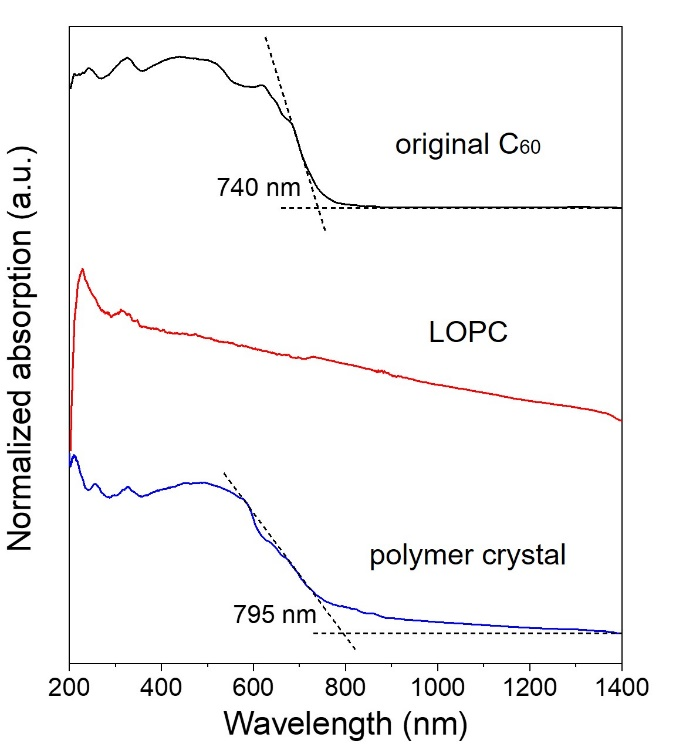 original C60
740 nm
LOPC
polymer crystal
795 nm
Normalized absorption (a.u.)
200 400 600 800 1000 1200 1400
Wavelength (nm)